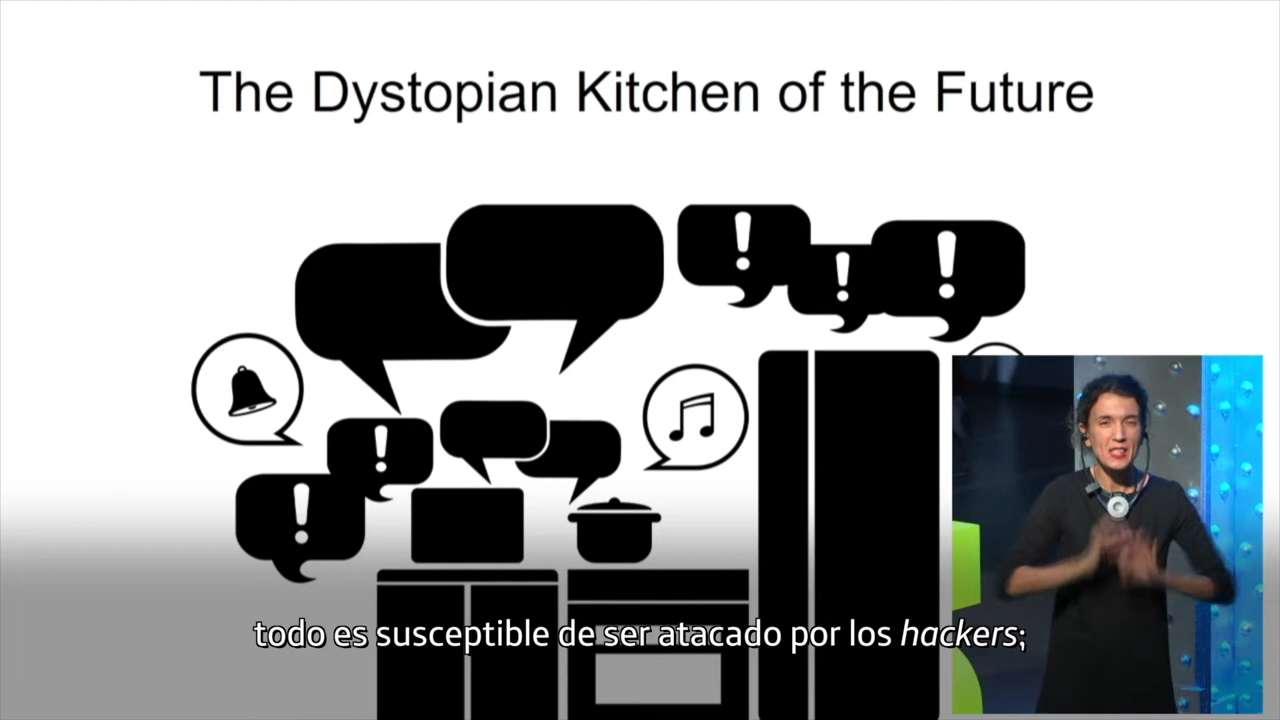 The Dystopian Kitchen of the Future
todo es susceptible de ser atacado por los hackers;